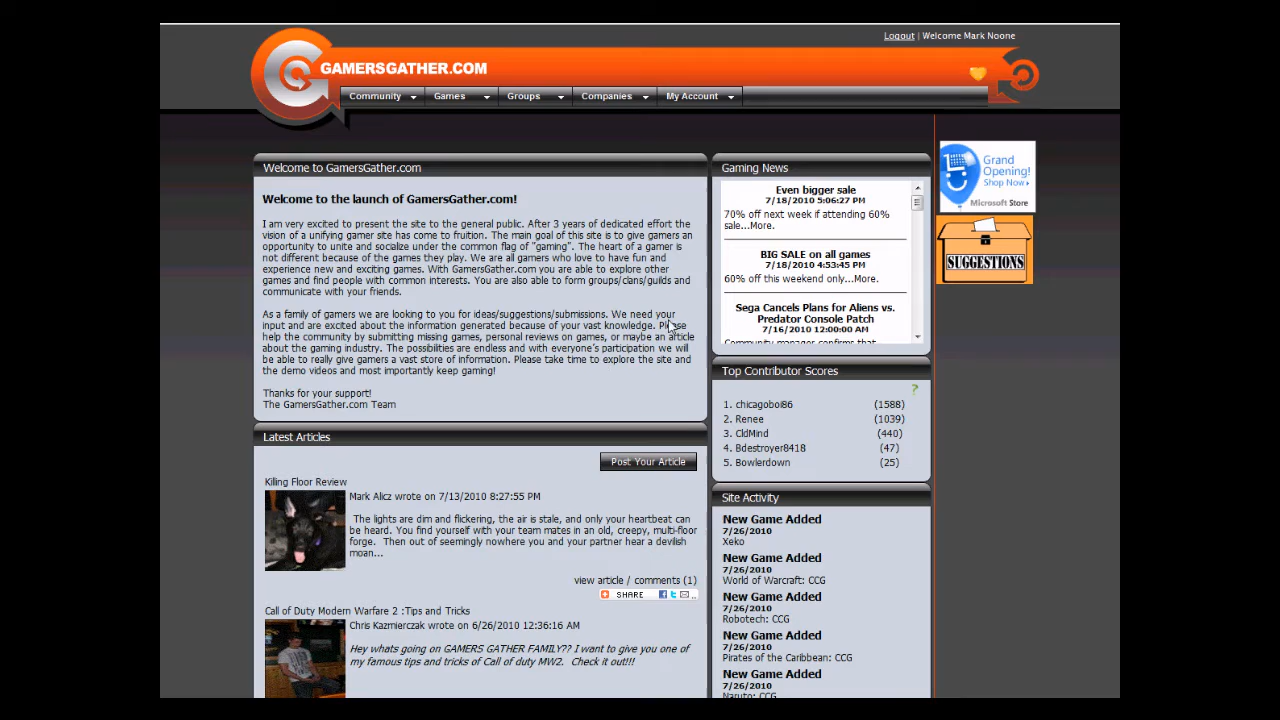 Logout | Welcome Mark Noone
GAMERSGATHER.COM
Community Games Groups Companies My Account
Welcome to GamersGather.com
Welcome to the launch of GamersGather.com!
I am very excited to present the site to the general public. After 3 years of dedicated effort the
vision of a unifying gamer site has come to fruition. The main goal of this site is to give gamers an
opportunity to unite and socialize under the common flag of "gaming". The heart of a gamer is
not different because of the games they play. We are all gamers who love to have fun and
experience new and exciting games. With GamersGather.com you are able to explore other
games and find people with common interests. You are also able to form groups/clans/guilds and
communicate with your friends.
As a family of gamers we are looking to you for ideas/suggestions/submissions. We need your
input and are excited about the information generated because of your vast knowledge. Please
help the community by submitting missing games, personal reviews on games, or maybe an article
about the gaming industry. The possibilities are endless and with everyone's participation we will
be able to really give gamers a vast store of information. Please take time to explore the site and
the demo videos and most importantly keep gaming!
Thanks for your support!
The GamersGather.com Team
Latest Articles
Post Your Article
Kiling Floor Review
Mark Alicz wrote on 7/13/2010 8:27:55 PM
The lights are dim and flickering, the air is stale, and only your heartbeat can
be heard. You find yourself with your team mates in an old, creepy, multi-floor
forge. Then out of seemingly nowhere you and your partner hear a devilish
moan...
view article / comments (1)
SHARE
Call of Duty Modern Warfare 2 :Tips and Tricks
Chris Kazmierczak wrote on 6/26/2010 12:36:16 AM
Hey whats going on GAMERS GATHER FAMILY?? I want to give you one of
my famous tips and tricks of Call of duty MW2. Check it out!!!
Gaming News
Even bigger sale
7/18/2010 5:06:27 PM
70% off next week if attending 60%
sale...More.
BIG SALE on all games
7/18/2010 4:53:45 PM
60% off this weekend only...More.
Sega Cancels Plans for Aliens vs.
Predator Console Patch
7/16/2010 12:00:00 AM
Community manager confirms that
Top Contributor Scores
?
1. chicagoboi86 (1588)
2. Renee (1039)
3. CldMind (440)
4. Bdestroyer8418 (47)
5. Bowlerdown (25)
Site Activity
New Game Added
7/26/2010
Xeko
New Game Added
7/26/2010
World of Warcraft: CCG
New Game Added
7/26/2010
Robotech: CCG
New Game Added
7/26/2010
Pirates of the Caribbean: CCG
New Game Added
7/26/2010
Naruto: CCG
Grand
Opening!
Shop Now
Microsoft Store
SUGGESTIONS